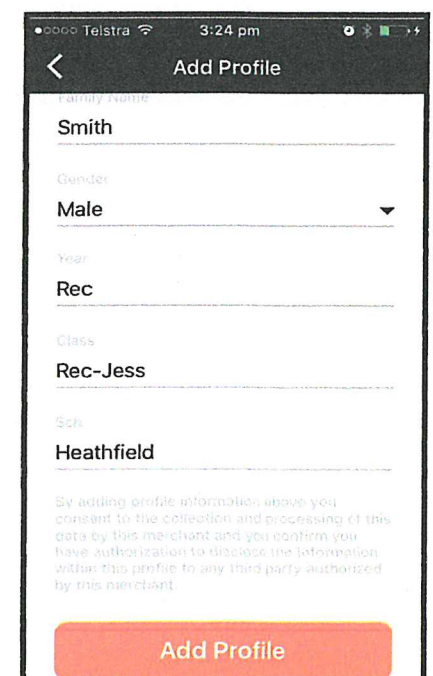 Telstra 3:24 pm
Add Profile
Family Name
Smith
Gender
Male
Year
Rec
Class
Rec-Jess
Sch
Heathfield
By adding profile information above you
consent to the collection and processing of this
data by this merchant and you confirm you
have authorization to disclose the Information
within this profile to any third party authorized
by this merchant.
Add Profile